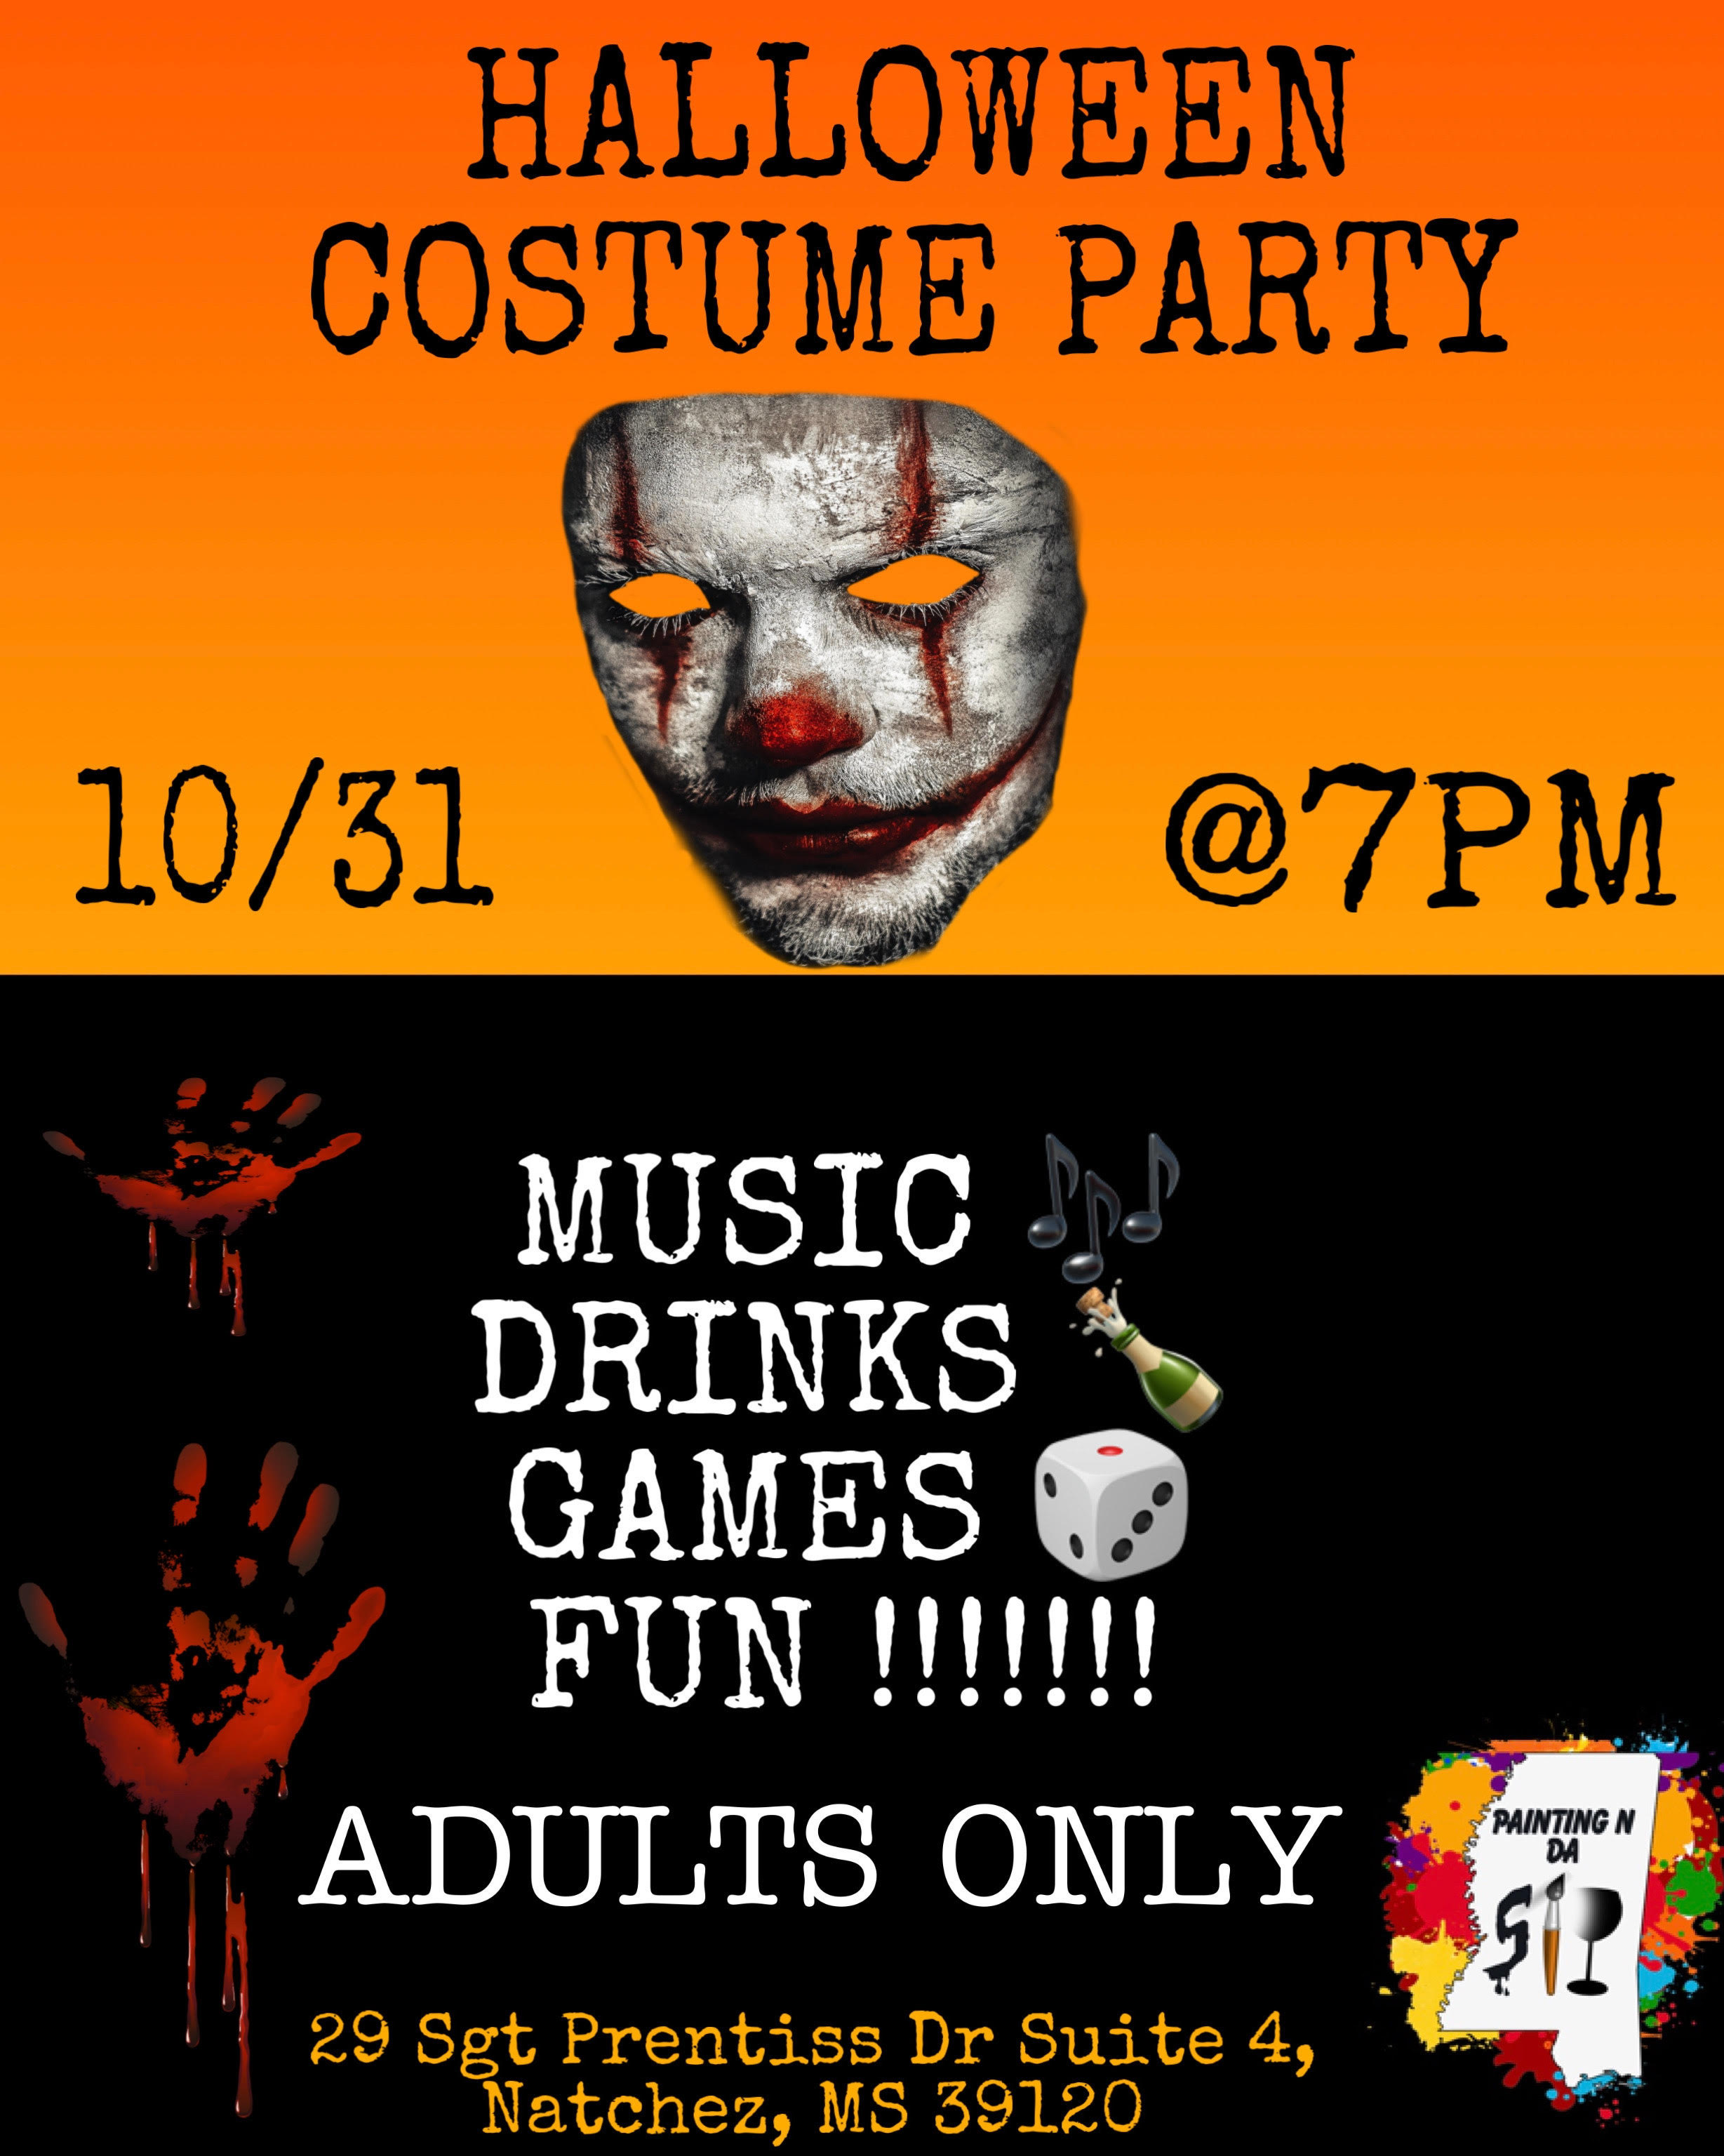 HALLOWEEN
COSTUME PARTY
10/31 @7PM
MUSIC 🎶
DRINKS 🍾
GAMES 🎲
FUN !!!!!!!
ADULTS ONLY
PAINTING N
DA
SIP
29 Sgt Prentiss Dr Suite 4,
Natchez, MS 39120